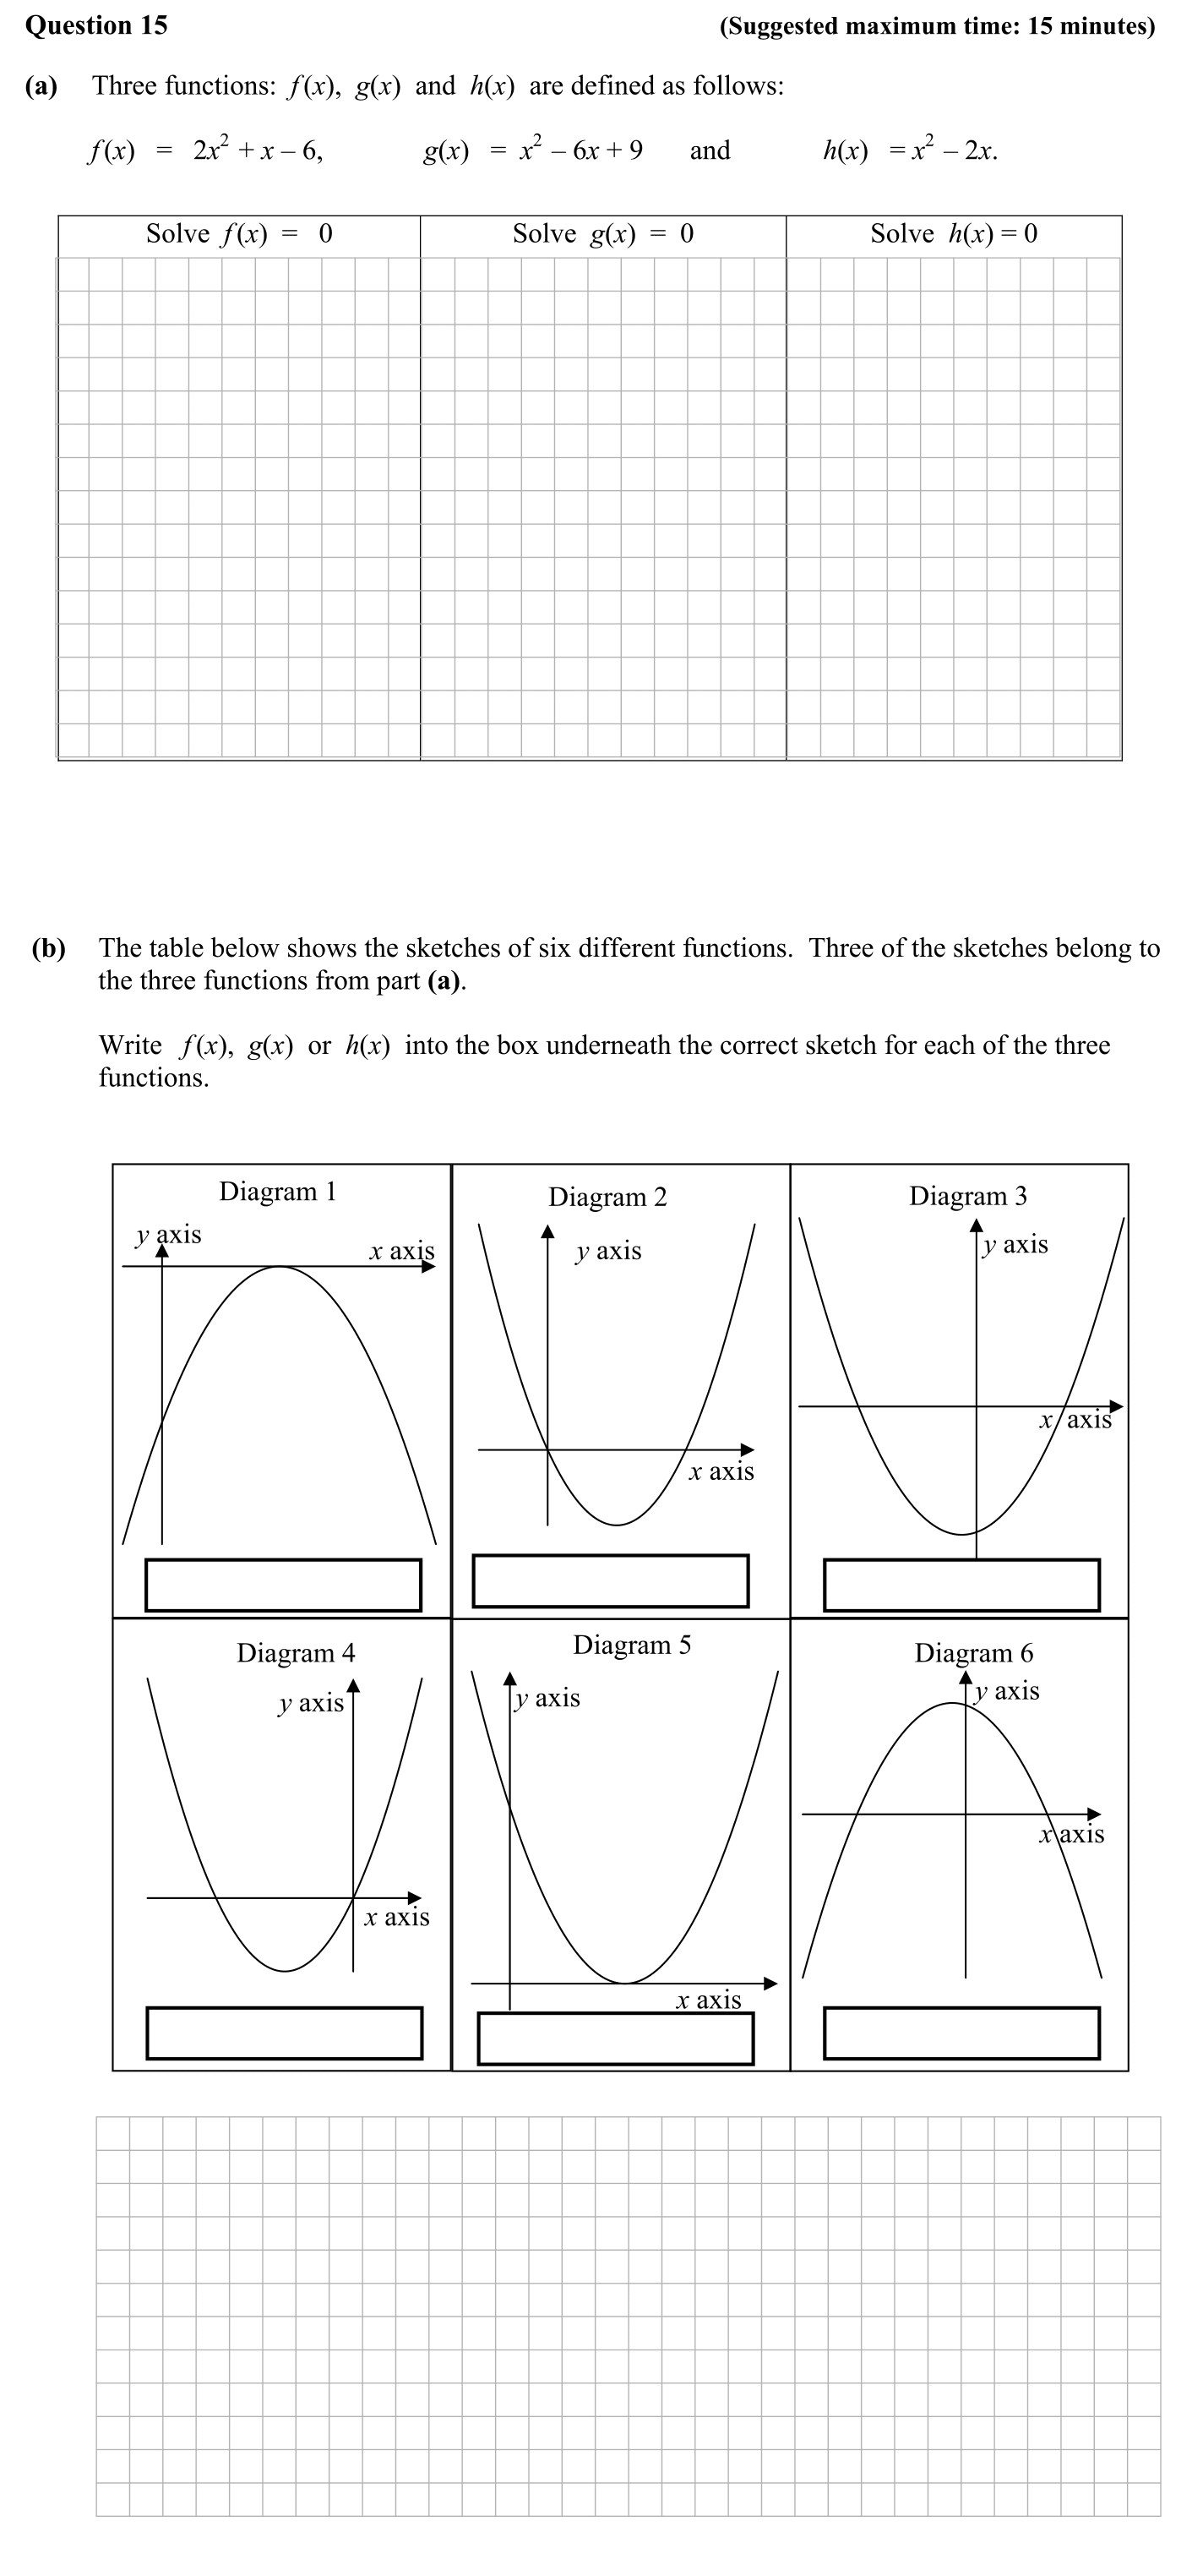 Question 15 (Suggested maximum time: 15 minutes)
(a) Three functions: f(x), g(x) and h(x) are defined as follows:
f(x) = 2x² + x – 6, g(x) = x² – 6x + 9 and h(x) = x² – 2x.
Solve f(x) = 0 Solve g(x) = 0 Solve h(x) = 0
(b) The table below shows the sketches of six different functions. Three of the sketches belong to
the three functions from part (a).
Write f(x), g(x) or h(x) into the box underneath the correct sketch for each of the three
functions.
Diagram 1
y axis
x axis
Diagram 2
y axis
x axis
Diagram 3
y axis
x axis
Diagram 4
y axis
x axis
Diagram 5
y axis
x axis
Diagram 6
y axis
x axis